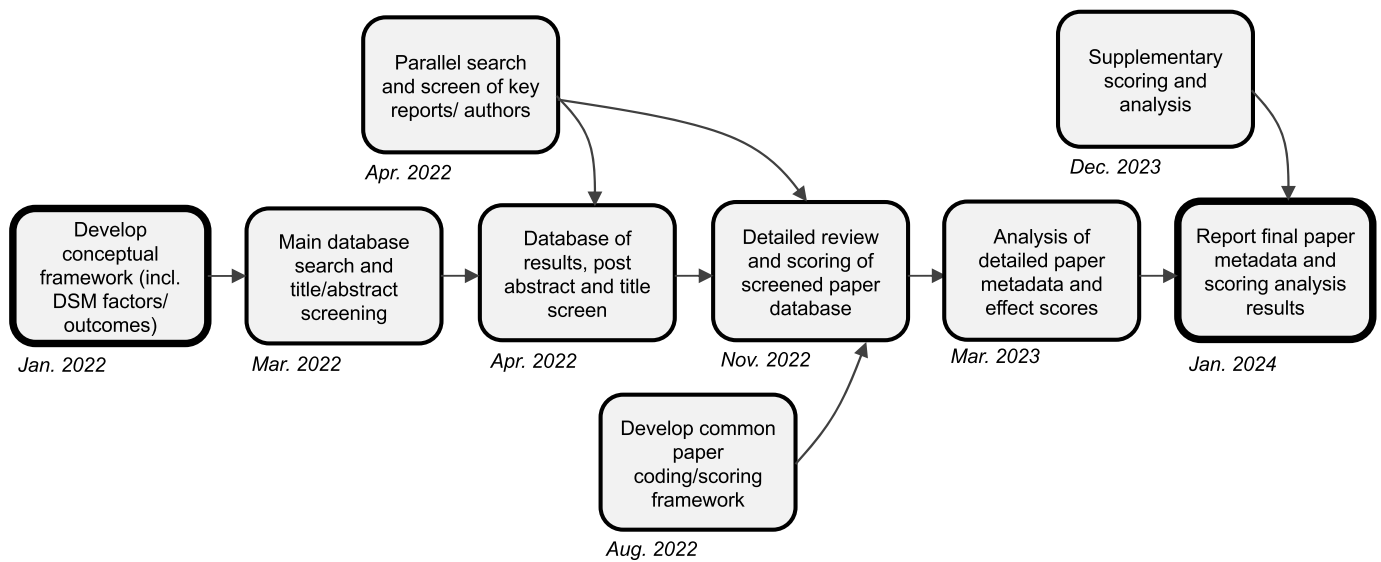 Parallel search
and screen of key
reports/ authors
Apr. 2022
Supplementary
scoring and
analysis
Dec. 2023
Develop
conceptual
framework (incl.
DSM factors/
outcomes)
Jan. 2022
Main database
search and
title/abstract
screening
Mar. 2022
Database of
results, post
abstract and title
screen
Apr. 2022
Detailed review
and scoring of
screened paper
database
Nov. 2022
Analysis of
detailed paper
metadata and
effect scores
Mar. 2023
Report final paper
metadata and
scoring analysis
results
Jan. 2024
Develop common
paper
coding/scoring
framework
Aug. 2022